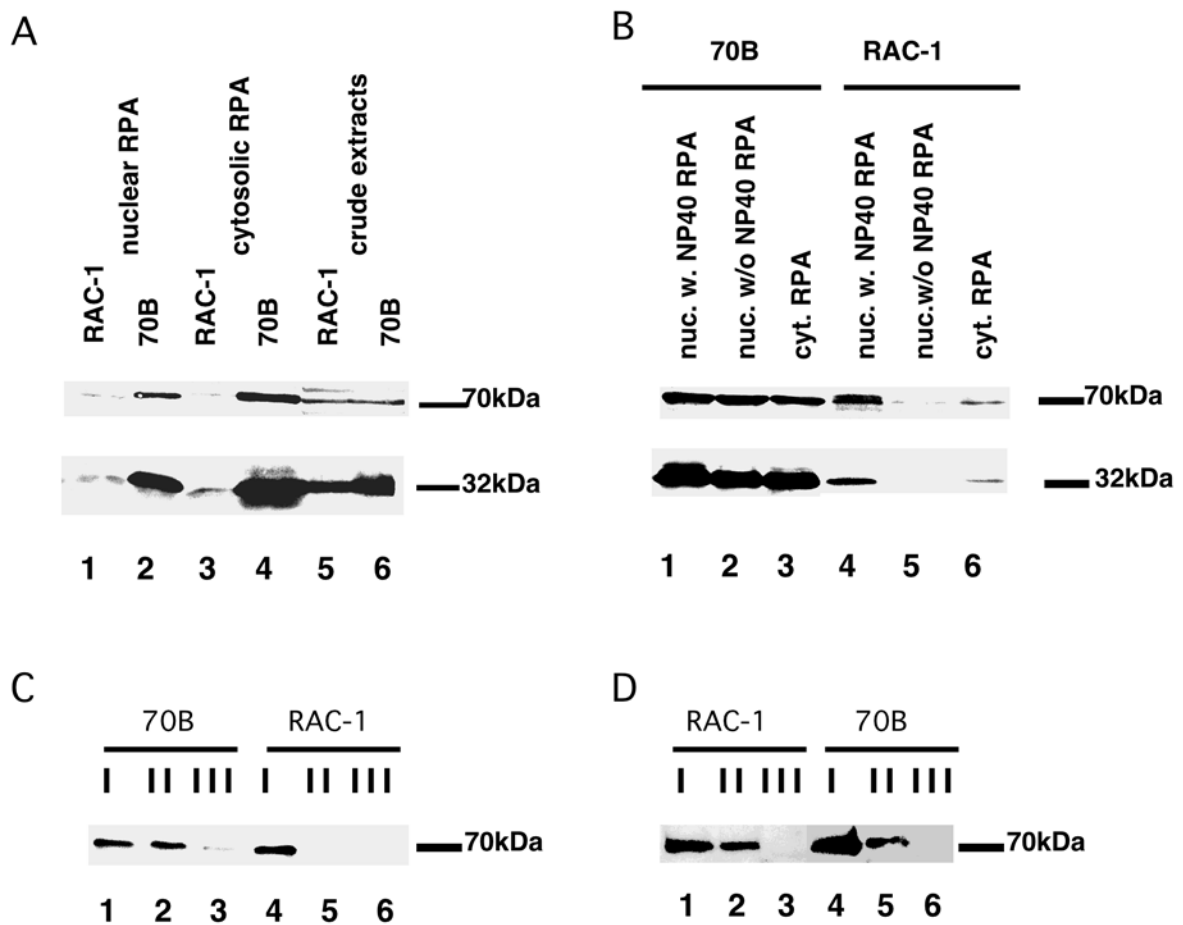 A
nuclear RPA
cytosolic RPA
crude extracts
RAC-1
70B
RAC-1
70B
RAC-1
70B
70kDa
32kDa
1 2 3 4 5 6
B
70B RAC-1
nuc. w. NP40 RPA
nuc. w/o NP40 RPA
cyt. RPA
nuc. w. NP40 RPA
nuc.w/o NP40 RPA
cyt. RPA
70kDa
32kDa
1 2 3 4 5 6
C
70B RAC-1
I II III I II III
70kDa
1 2 3 4 5 6
D
RAC-1 70B
I II III I II III
70kDa
1 2 3 4 5 6